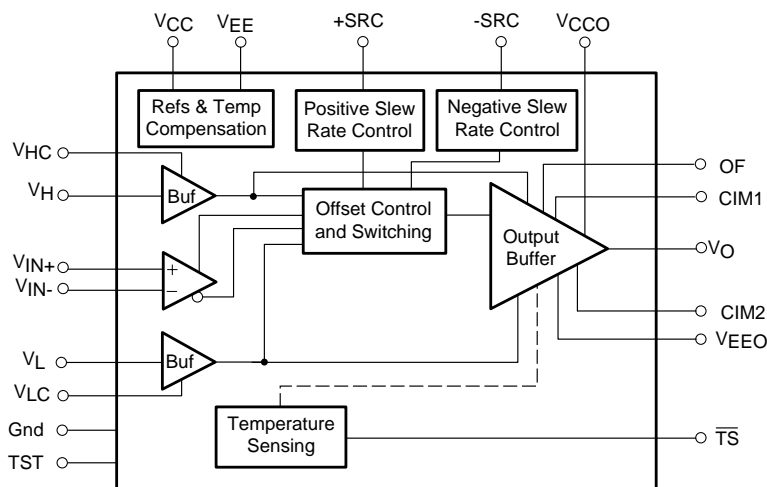 VCC
VEE
+SRC
-SRC
VCCO
Refs & Temp
Compensation
Positive Slew
Rate Control
Negative Slew
Rate Control
VHC
VH
Buf
Offset Control
and Switching
Output
Buffer
OF
CIM1
VO
VIN+
VIN-
+
−
CIM2
VEEO
VL
VLC
Buf
Gnd
TST
Temperature
Sensing
T̅S̅